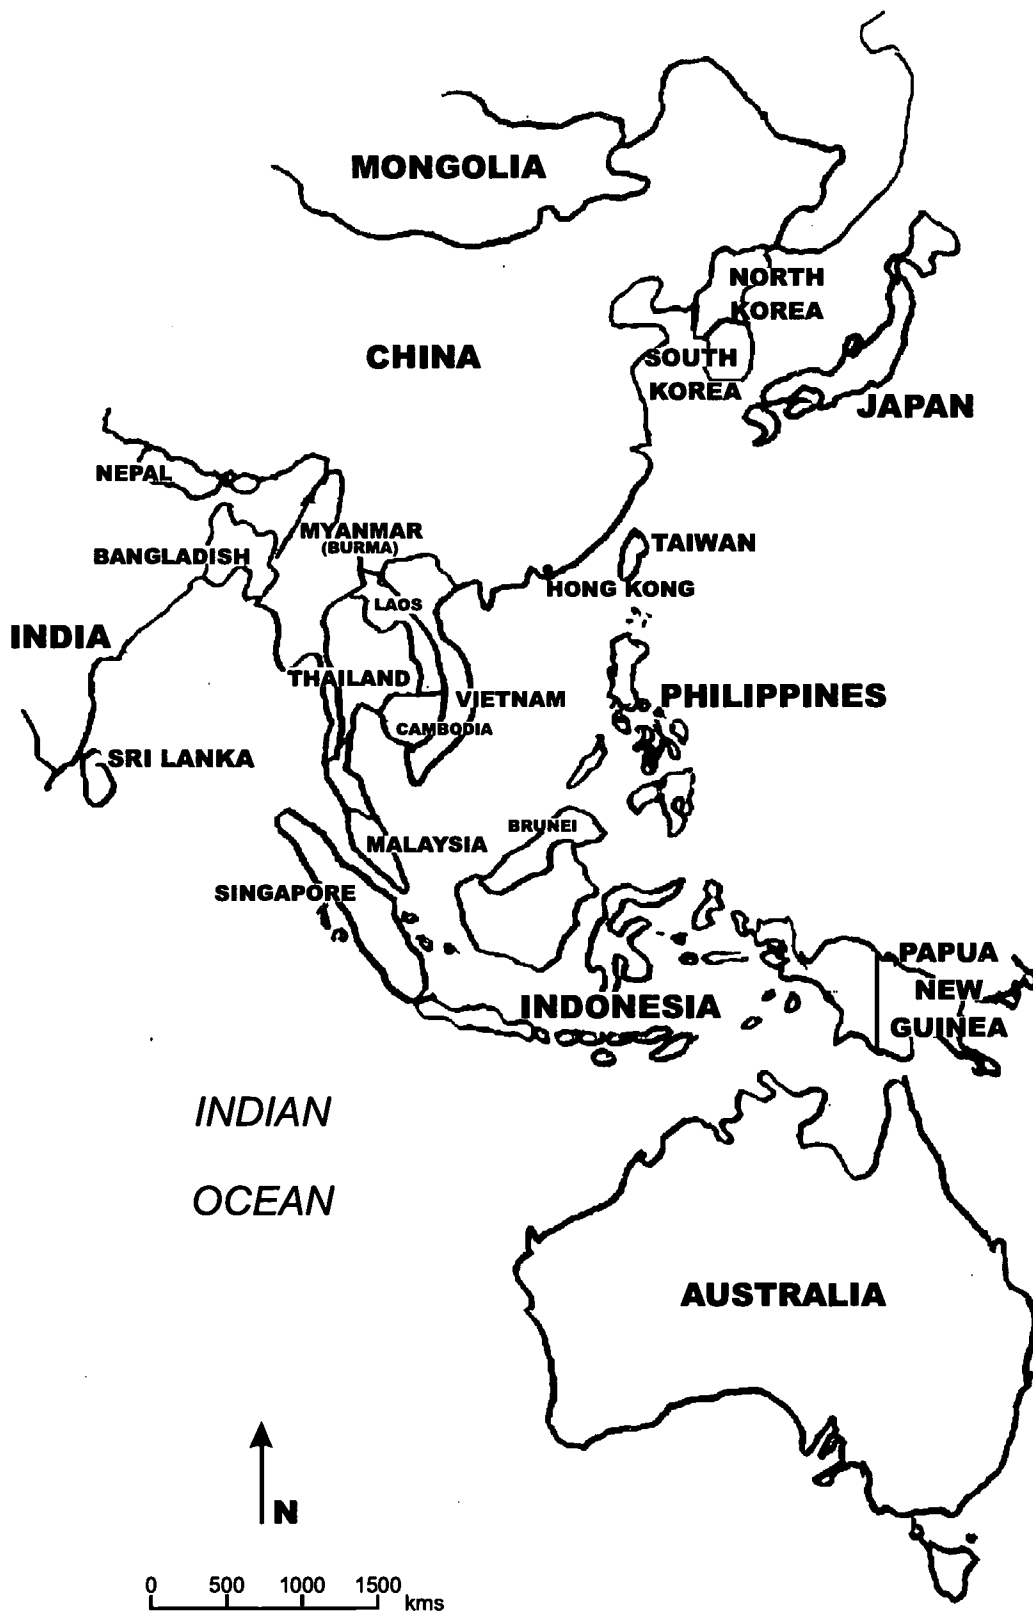 MONGOLIA
NORTH
KOREA
CHINA
SOUTH
KOREA
JAPAN
NEPAL
MYANMAR
(BURMA)
TAIWAN
BANGLADISH
HONG KONG
LAOS
INDIA
THAILAND
VIETNAM
PHILIPPINES
CAMBODIA
SRI LANKA
BRUNEI
MALAYSIA
SINGAPORE
PAPUA
NEW
GUINEA
INDONESIA
INDIAN
OCEAN
AUSTRALIA
N
0 500 1000 1500
kms